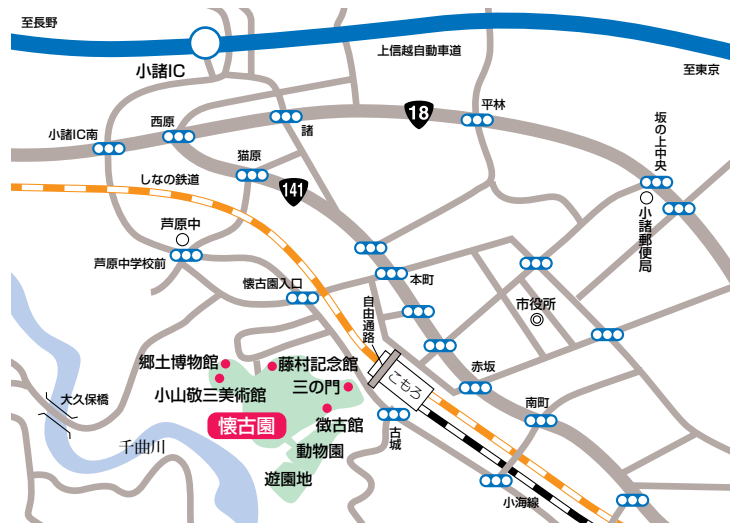 至長野
上信越自動車道
至東京
小諸IC
18
平林
坂の上中央
小諸IC南
西原
諸
猫原
しなの鉄道
141
小諸郵便局
芦原中
芦原中学校前
懐古園入口
本町
自由通路
市役所
こもろ
赤坂
南町
郷土博物館
藤村記念館
小山敬三美術館
三の門
懐古園
徴古館
古城
大久保橋
千曲川
動物園
遊園地
小海線